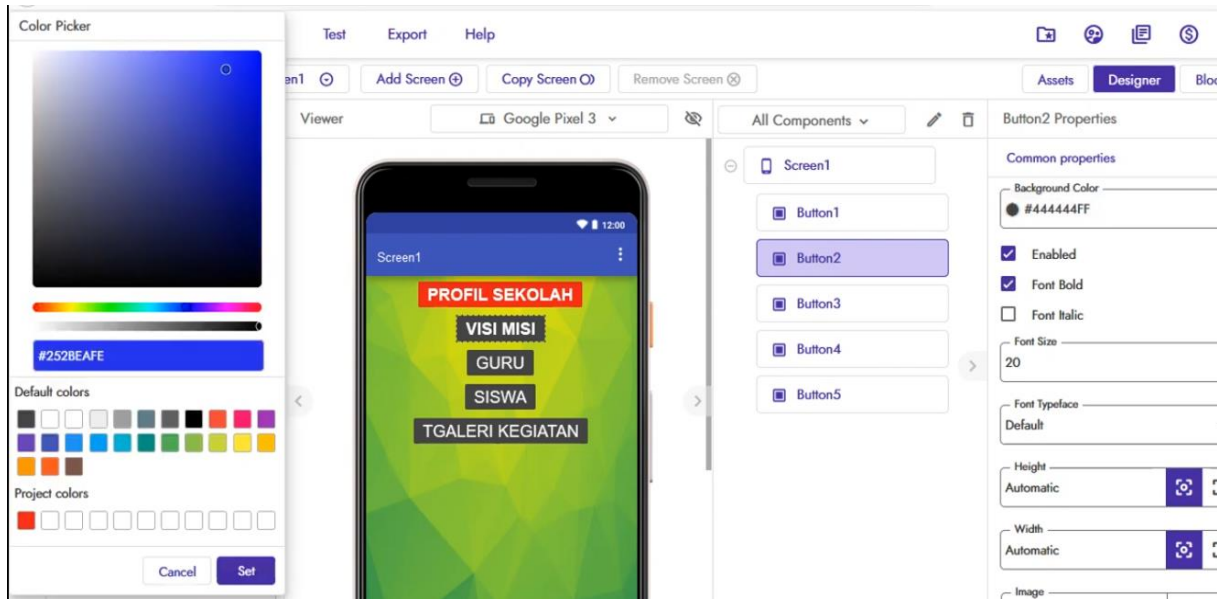 Color Picker
Test
Export
Help
en1
Add Screen
Copy Screen
Remove Screen
Assets
Designer
Bloc
Viewer
Google Pixel 3
All Components
Button2 Properties
#252BEAFE
Default colors
Project colors
Cancel
Set
12:00
Screen1
PROFIL SEKOLAH
VISI MISI
GURU
SISWA
TGALERI KEGIATAN
Screen1
Button1
Button2
Button3
Button4
Button5
Common properties
Background Color
#444444FF
Enabled
Font Bold
Font Italic
Font Size
20
Font Typeface
Default
Height
Automatic
Width
Automatic
Image